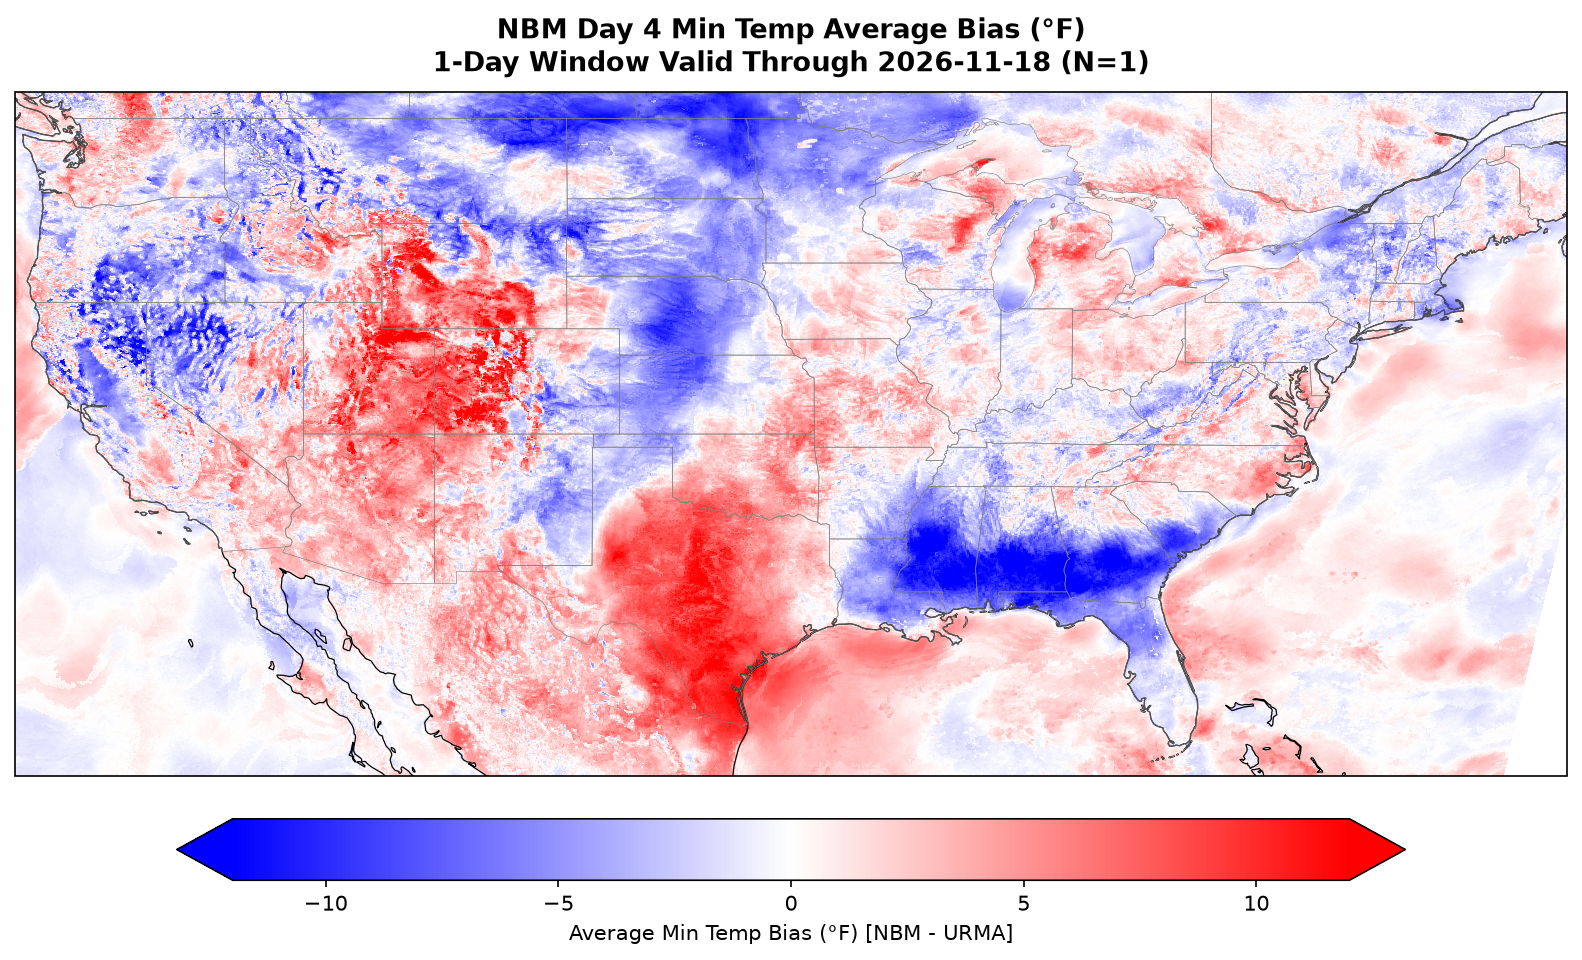 NBM Day 4 Min Temp Average Bias (°F)
1-Day Window Valid Through 2026-11-18 (N=1)
−10 −5 0 5 10
Average Min Temp Bias (°F) [NBM - URMA]